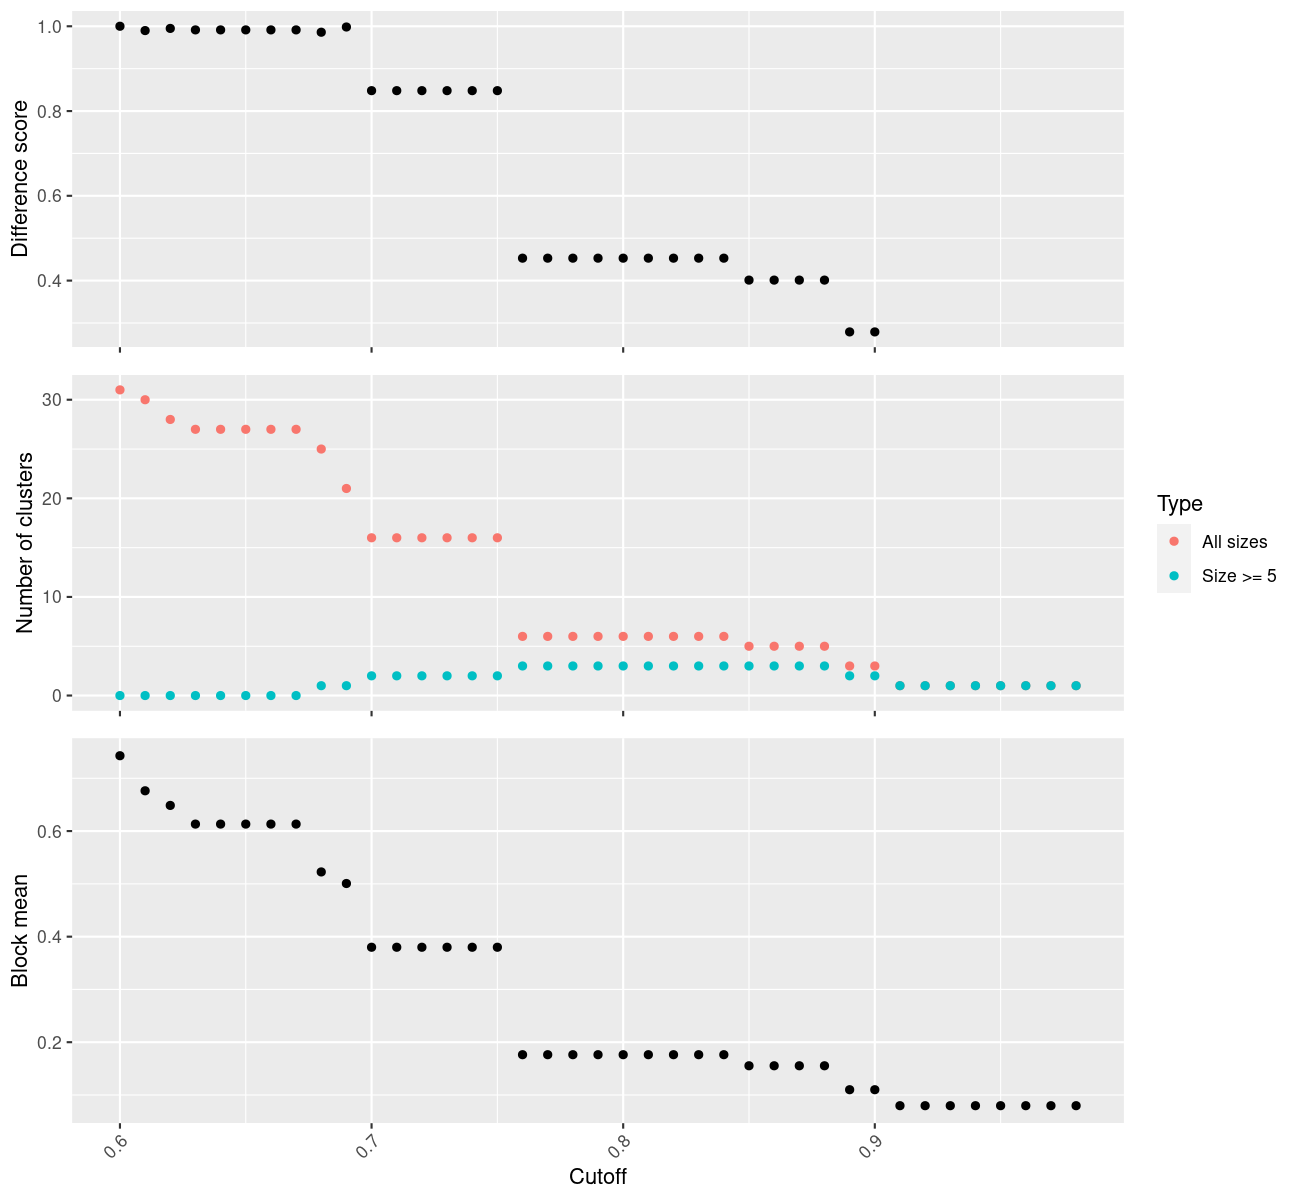 1.0
0.8
0.6
0.4
Difference score
30
20
10
0
Number of clusters
Type
All sizes
Size >= 5
0.6
0.4
0.2
Block mean
0.6
0.7
0.8
0.9
Cutoff